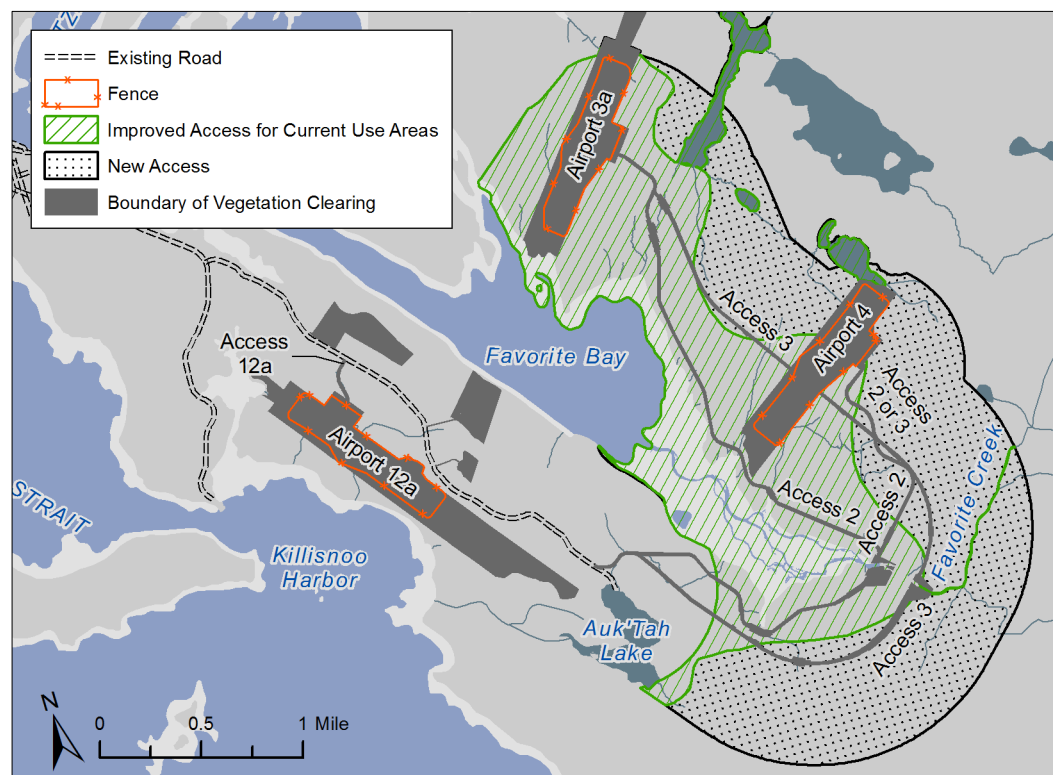 TZ
Existing Road
Fence
Improved Access for Current Use Areas
New Access
Boundary of Vegetation Clearing
Airport 3a
Access 3
Airport 4
Favorite Bay
Access
12a
Access
2 or 3
Airport 12a
Access 2
Access 2
Favorite Creek
STRAIT
Killisnoo
Harbor
Auk'Tah
Lake
Access 3
N
0 0.5 1 Mile